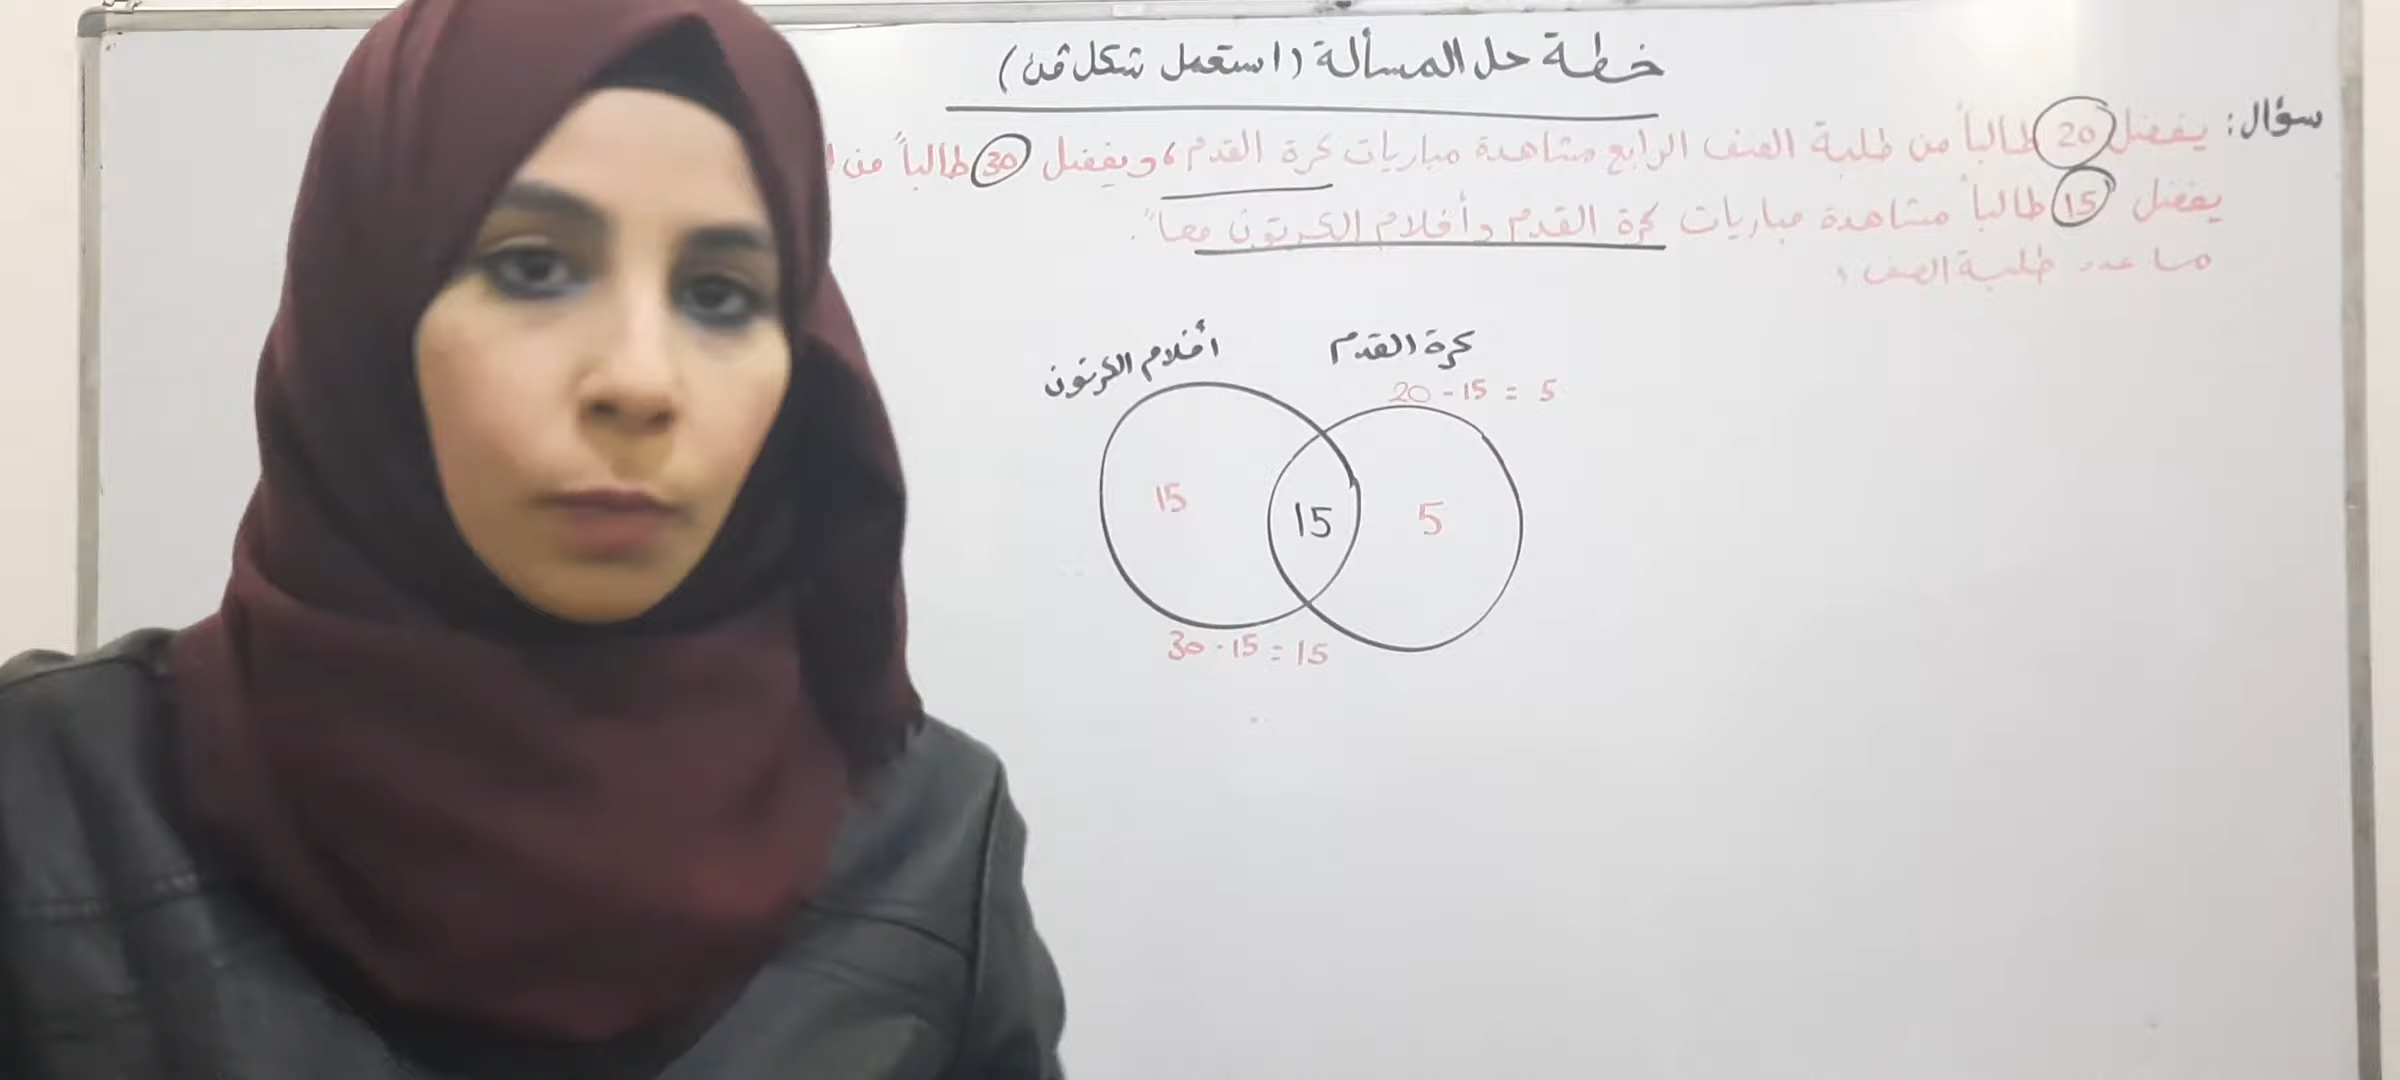 خطة حل المسألة (استعمل شكل ڤن)
سؤال: يفضل 20 طالباً من طلبة الصف الرابع مشاهدة مباريات كرة القدم، ويفضل 30 طالباً من
يفضل 15 طالباً مشاهدة مباريات كرة القدم وأفلام الكرتون معاً.
ما عدد طلبة الصف؟
كرة القدم
أفلام الكرتون
20 - 15 = 5
15
15
5
30 - 15 = 15